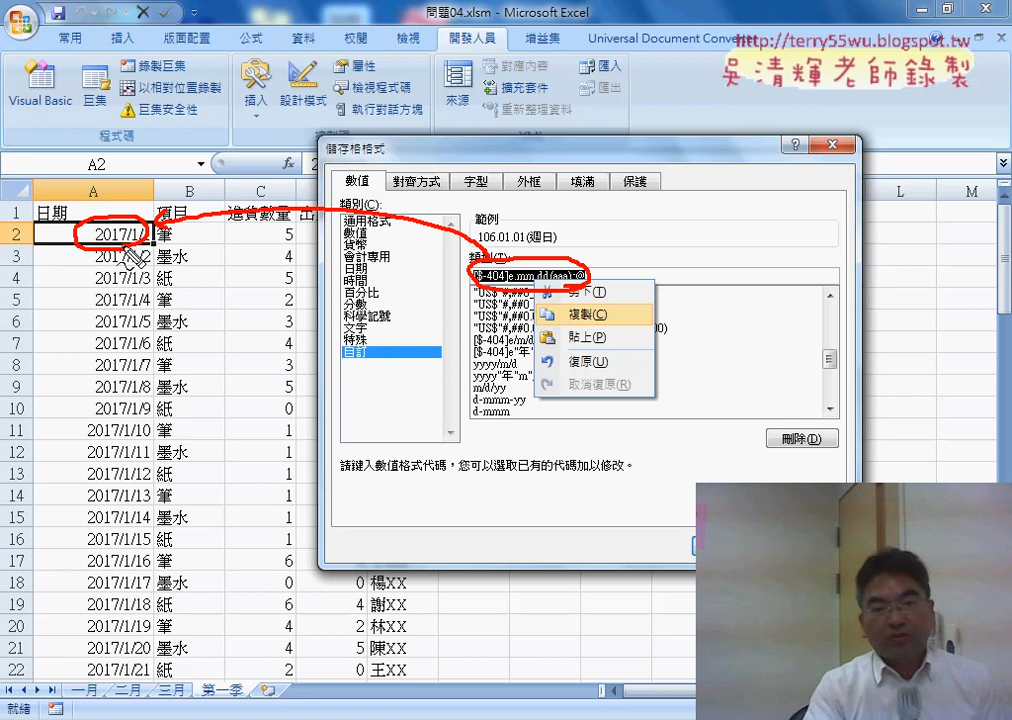 問題04.xlsm - Microsoft Excel
常用 插入 版面配置 公式 資料 校閱 檢視 開發人員 增益集 Universal Document Conve
http://terry55wu.blogspot.tw
吳清輝老師錄製
Visual Basic 巨集 錄製巨集 以相對位置錄製 巨集安全性 程式碼
插入 設計模式 屬性 檢視程式碼 執行對話方塊
來源 對應內容 擴充套件 重新整理資料 匯入 匯出
A2 fx
A B C L M
1 日期 項目 進貨數量
2 2017/1/ 筆 5
3 墨水 4
4 2017/1/3 紙 5
5 2017/1/4 筆 2
6 2017/1/5 墨水 3
7 2017/1/6 紙 4
8 2017/1/7 筆 3
9 2017/1/8 墨水 5
10 2017/1/9 紙 0
11 2017/1/10 筆 1
12 2017/1/11 墨水 1
13 2017/1/12 紙 1
14 2017/1/13 筆 1
15 2017/1/14 墨水 1
16 2017/1/15 紙 1
17 2017/1/16 筆 6
18 2017/1/17 墨水 0 0 楊XX
19 2017/1/18 紙 6 4 謝XX
20 2017/1/19 筆 4 2 林XX
21 2017/1/20 墨水 4 5 陳XX
22 2017/1/21 紙 2 0 王XX
一月 二月 三月 第一季
就緒
儲存格格式
數值 對齊方式 字型 外框 填滿 保護
類別(C):
通用格式
數值
貨幣
會計專用
日期
時間
百分比
分數
科學記號
文字
特殊
自訂
範例
106.01.01(週日)
類別(T):
[$-404]e.mm.dd(aaa);@
"US$"#,##0
"US$"#,##0
"US$"#,##0.
"US$"#,##0.
[$-404]e/m/d
[$-404]e"年"
yyyy/m/d
yyyy"年"m"
m/d/yy
d-mmm-yy
d-mmm
剪下(T)
複製(C)
貼上(P)
復原(U)
取消復原(R)
刪除(D)
請鍵入數值格式代碼，您可以選取已有的代碼加以修改。